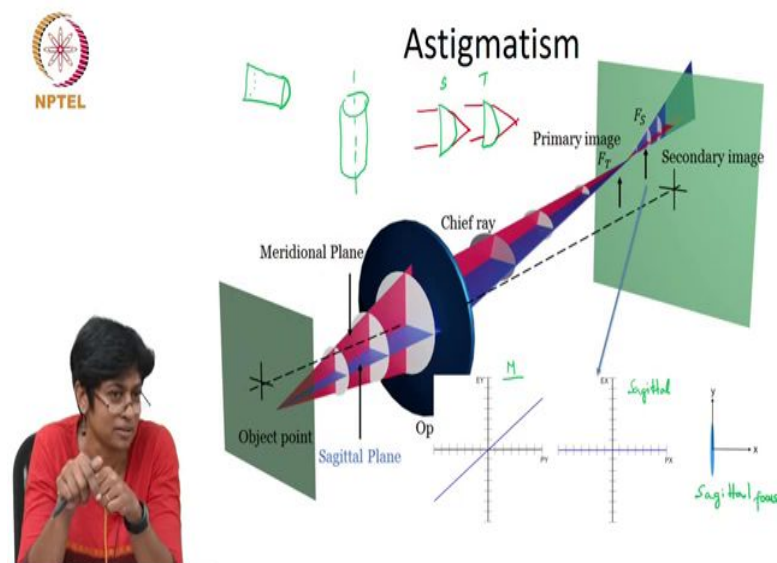 NPTEL
Astigmatism
S T
Primary image
F_S
F_T
Secondary image
Chief ray
Meridional Plane
Object point
Sagittal Plane
Op
EY
M
PY
EX
Sagittal
PX
y
x
Sagittal focus